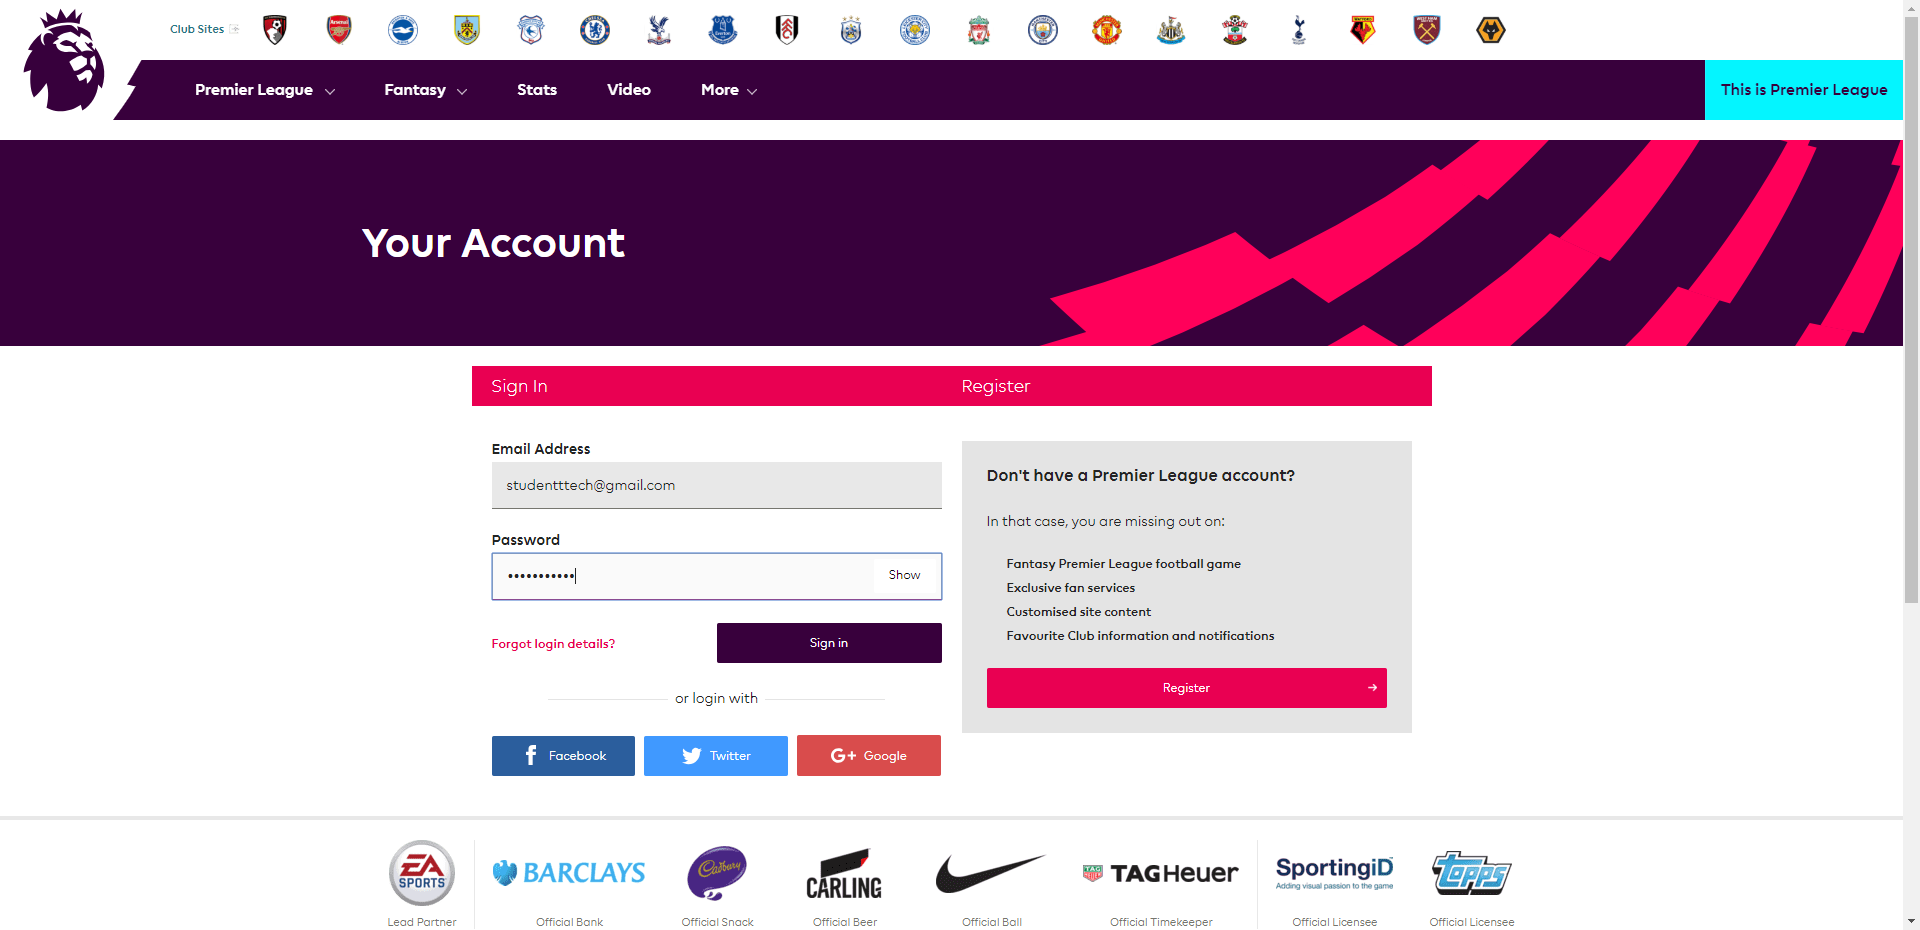 Club Sites
Premier League
Fantasy
Stats
Video
More
This is Premier League
Your Account
Sign In
Register
Email Address
studentttech@gmail.com
Password
•••••••••••
Show
Forgot login details?
Sign in
or login with
Facebook
Twitter
G+ Google
Don't have a Premier League account?
In that case, you are missing out on:
Fantasy Premier League football game
Exclusive fan services
Customised site content
Favourite Club information and notifications
Register
EA SPORTS
BARCLAYS
Cadbury
CARLING
TAG HEUER
TAGHeuer
SportingiD
Adding visual passion to the game
Topps
Lead Partner
Official Bank
Official Snack
Official Beer
Official Ball
Official Timekeeper
Official Licensee
Official Licensee